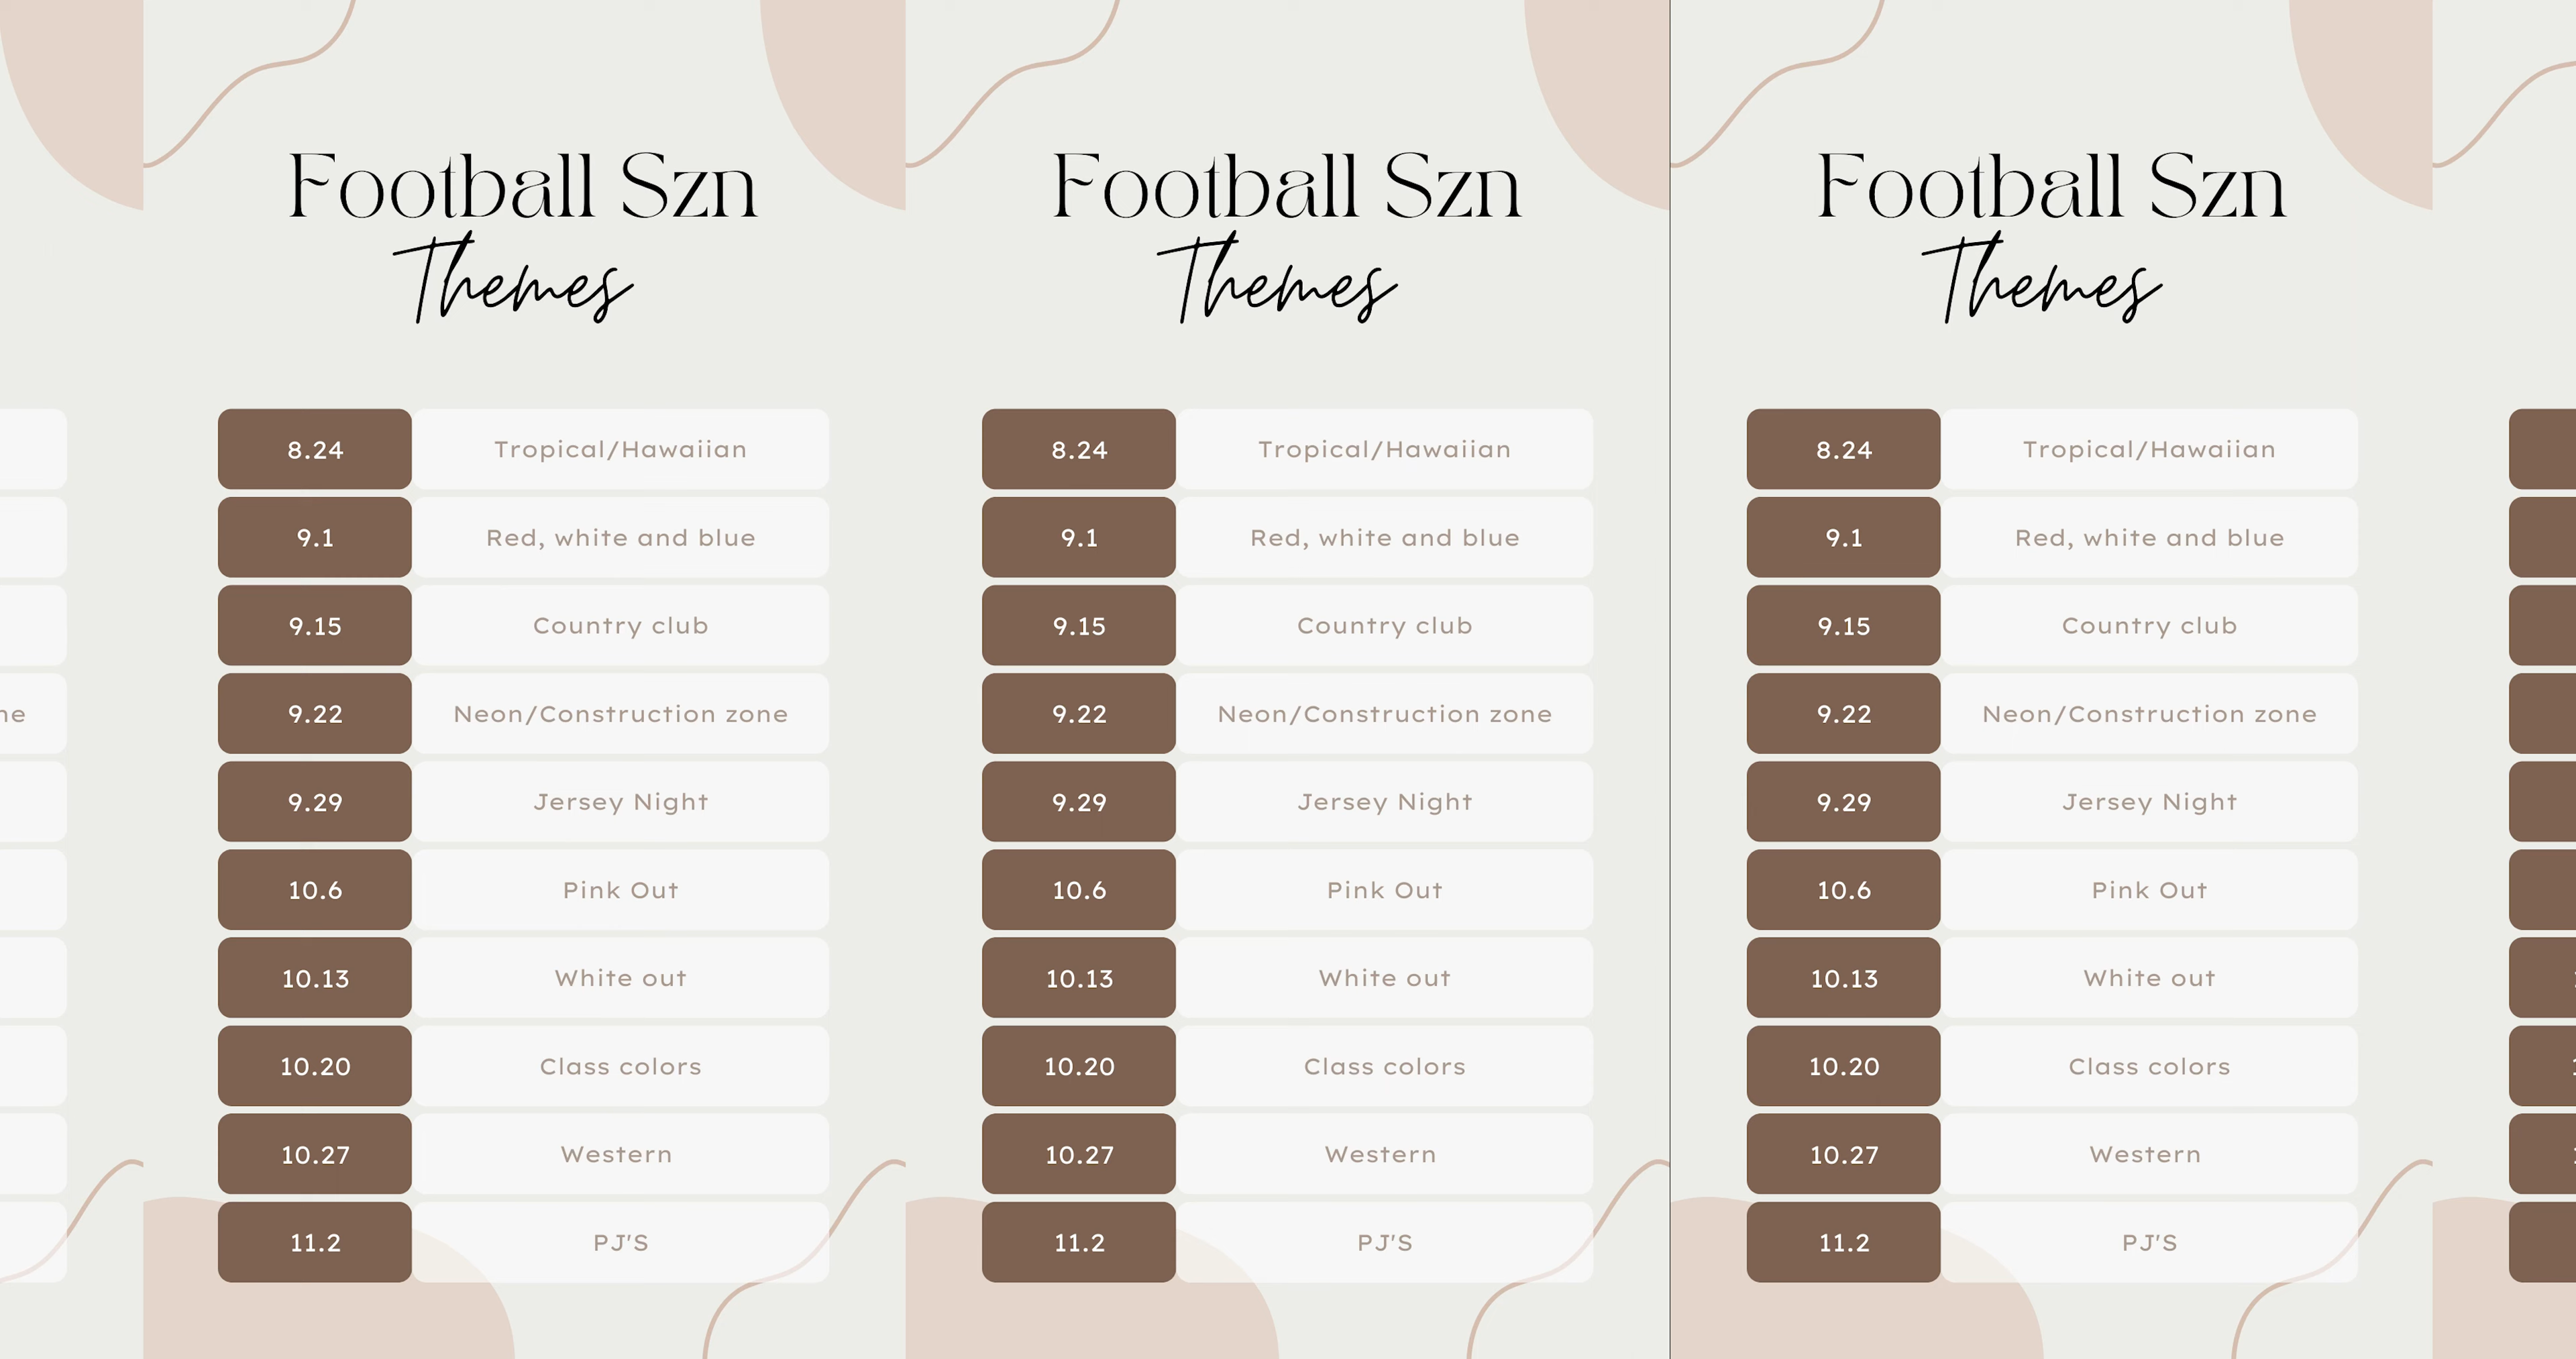 Football Szn
Themes
8.24 Tropical/Hawaiian
9.1 Red, white and blue
9.15 Country club
9.22 Neon/Construction zone
9.29 Jersey Night
10.6 Pink Out
10.13 White out
10.20 Class colors
10.27 Western
11.2 PJ'S
Football Szn
Themes
8.24 Tropical/Hawaiian
9.1 Red, white and blue
9.15 Country club
9.22 Neon/Construction zone
9.29 Jersey Night
10.6 Pink Out
10.13 White out
10.20 Class colors
10.27 Western
11.2 PJ'S
Football Szn
Themes
8.24 Tropical/Hawaiian
9.1 Red, white and blue
9.15 Country club
9.22 Neon/Construction zone
9.29 Jersey Night
10.6 Pink Out
10.13 White out
10.20 Class colors
10.27 Western
11.2 PJ'S